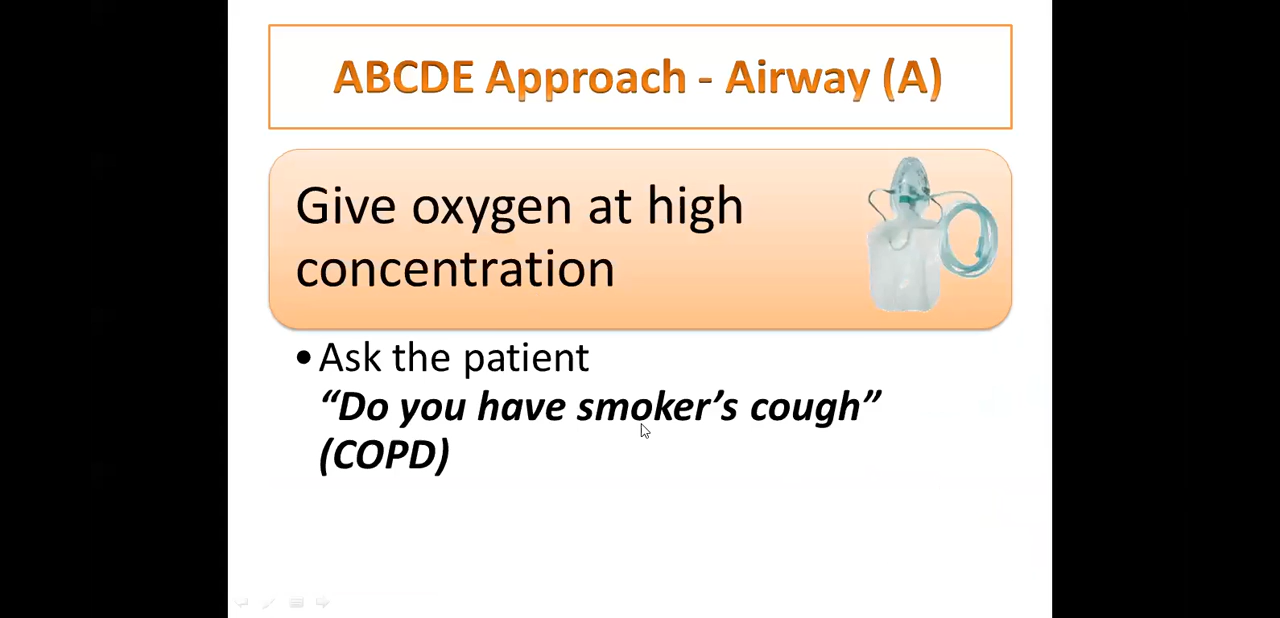 ABCDE Approach - Airway (A)
Give oxygen at high
concentration
•Ask the patient
“Do you have smoker’s cough”
(COPD)